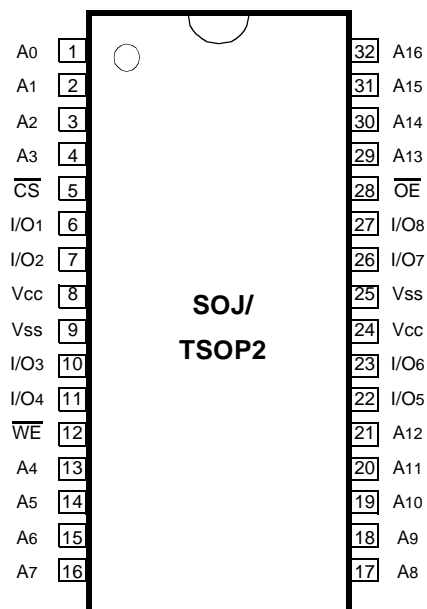 A0 1 32 A16
A1 2 31 A15
A2 3 30 A14
A3 4 29 A13
C̅S̅ 5 28 O̅E̅
I/O1 6 27 I/O8
I/O2 7 26 I/O7
Vcc 8 25 Vss
Vss 9 24 Vcc
I/O3 10 23 I/O6
I/O4 11 22 I/O5
W̅E̅ 12 21 A12
A4 13 20 A11
A5 14 19 A10
A6 15 18 A9
A7 16 17 A8
SOJ/
TSOP2